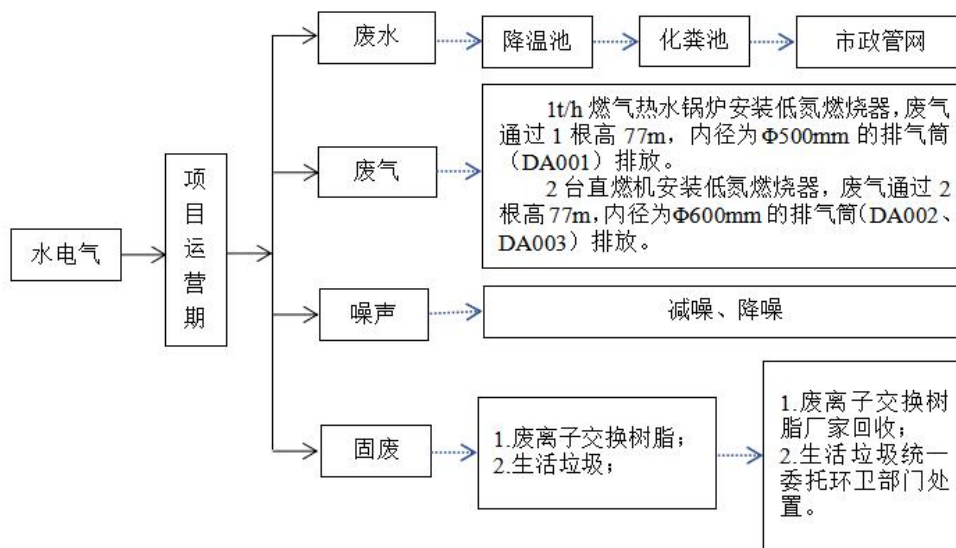 废水
降温池
化粪池
市政管网
1t/h 燃气热水锅炉安装低氮燃烧器，废气
通过 1 根高 77m，内径为Φ500mm 的排气筒
（DA001）排放。
2 台直燃机安装低氮燃烧器，废气通过 2
根高 77m，内径为Φ600mm 的排气筒（DA002、
DA003）排放。
废气
水电气
项
目
运
营
期
噪声
减噪、降噪
固废
1.废离子交换树脂；
2.生活垃圾；
1.废离子交换树
脂厂家回收；
2.生活垃圾统一
委托环卫部门处
置。